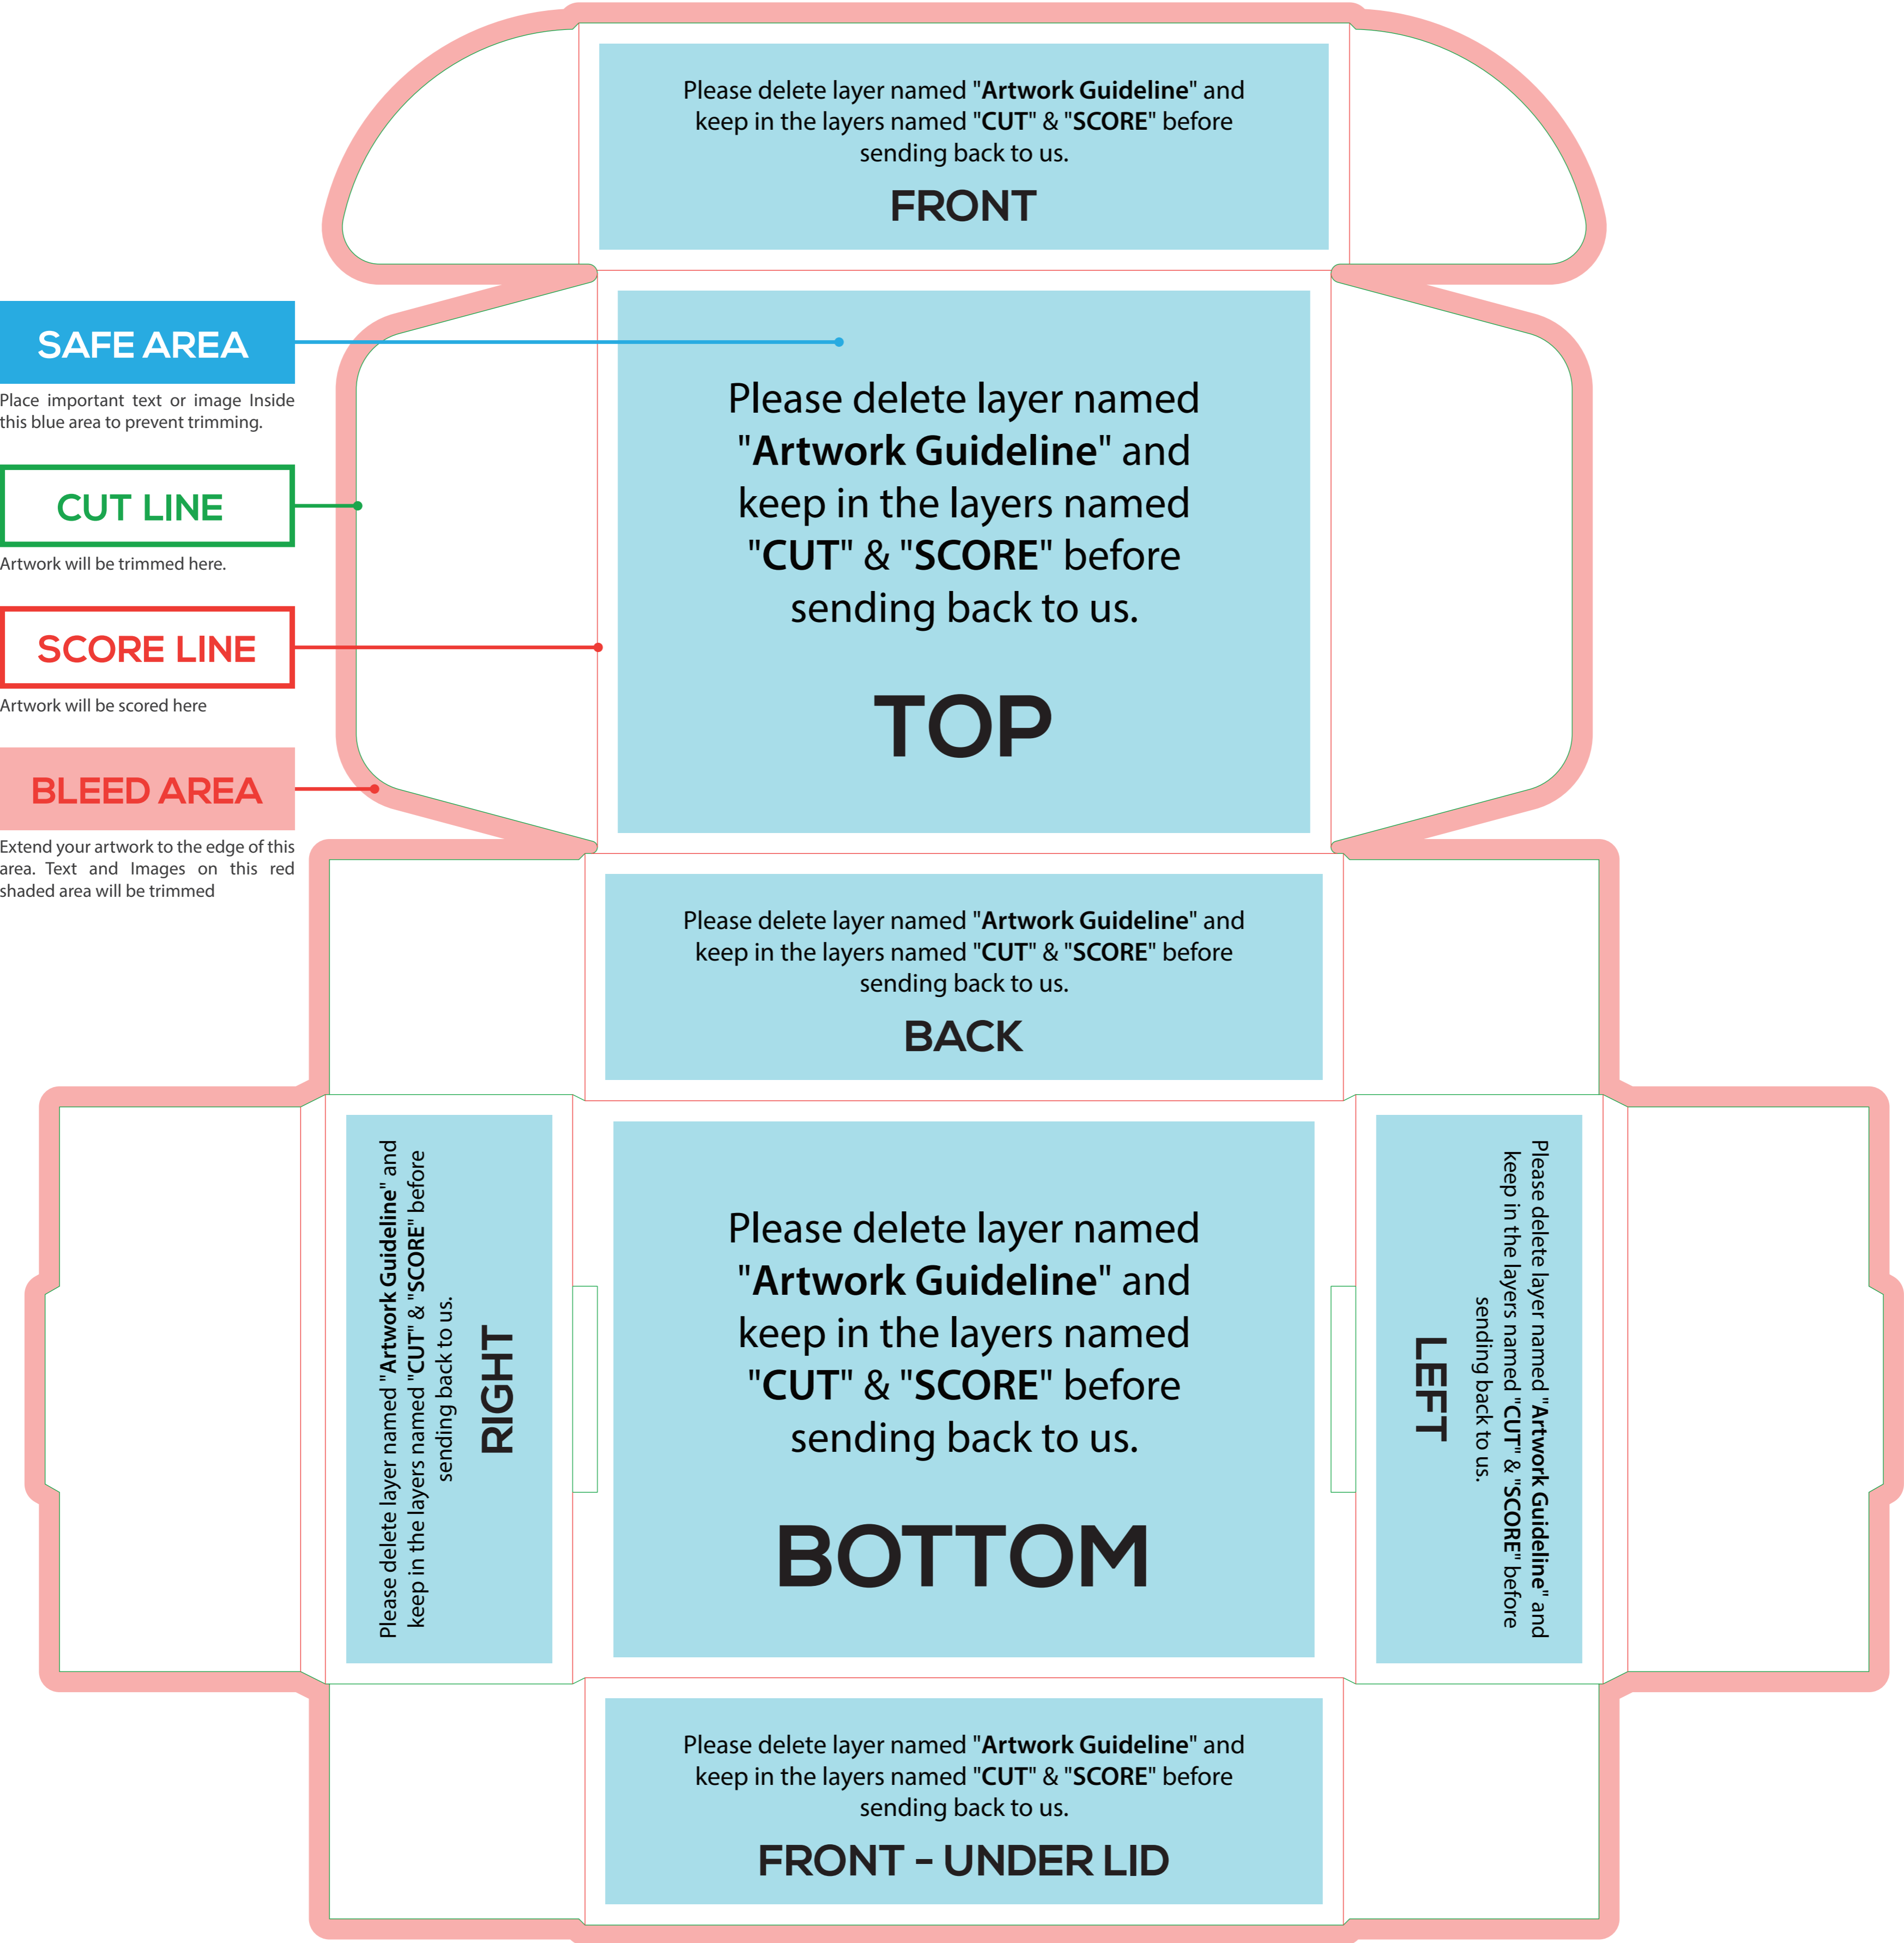 Please delete layer named "Artwork Guideline" and
keep in the layers named "CUT" & "SCORE" before
sending back to us.
FRONT
SAFE AREA
Place important text or image Inside
this blue area to prevent trimming.
CUT LINE
Artwork will be trimmed here.
SCORE LINE
Artwork will be scored here
BLEED AREA
Extend your artwork to the edge of this
area. Text and Images on this red
shaded area will be trimmed
Please delete layer named
"Artwork Guideline" and
keep in the layers named
"CUT" & "SCORE" before
sending back to us.
TOP
Please delete layer named "Artwork Guideline" and
keep in the layers named "CUT" & "SCORE" before
sending back to us.
BACK
Please delete layer named "Artwork Guideline" and
keep in the layers named "CUT" & "SCORE" before
sending back to us.
RIGHT
Please delete layer named
"Artwork Guideline" and
keep in the layers named
"CUT" & "SCORE" before
sending back to us.
BOTTOM
Please delete layer named "Artwork Guideline" and
keep in the layers named "CUT" & "SCORE" before
sending back to us.
LEFT
Please delete layer named "Artwork Guideline" and
keep in the layers named "CUT" & "SCORE" before
sending back to us.
FRONT - UNDER LID